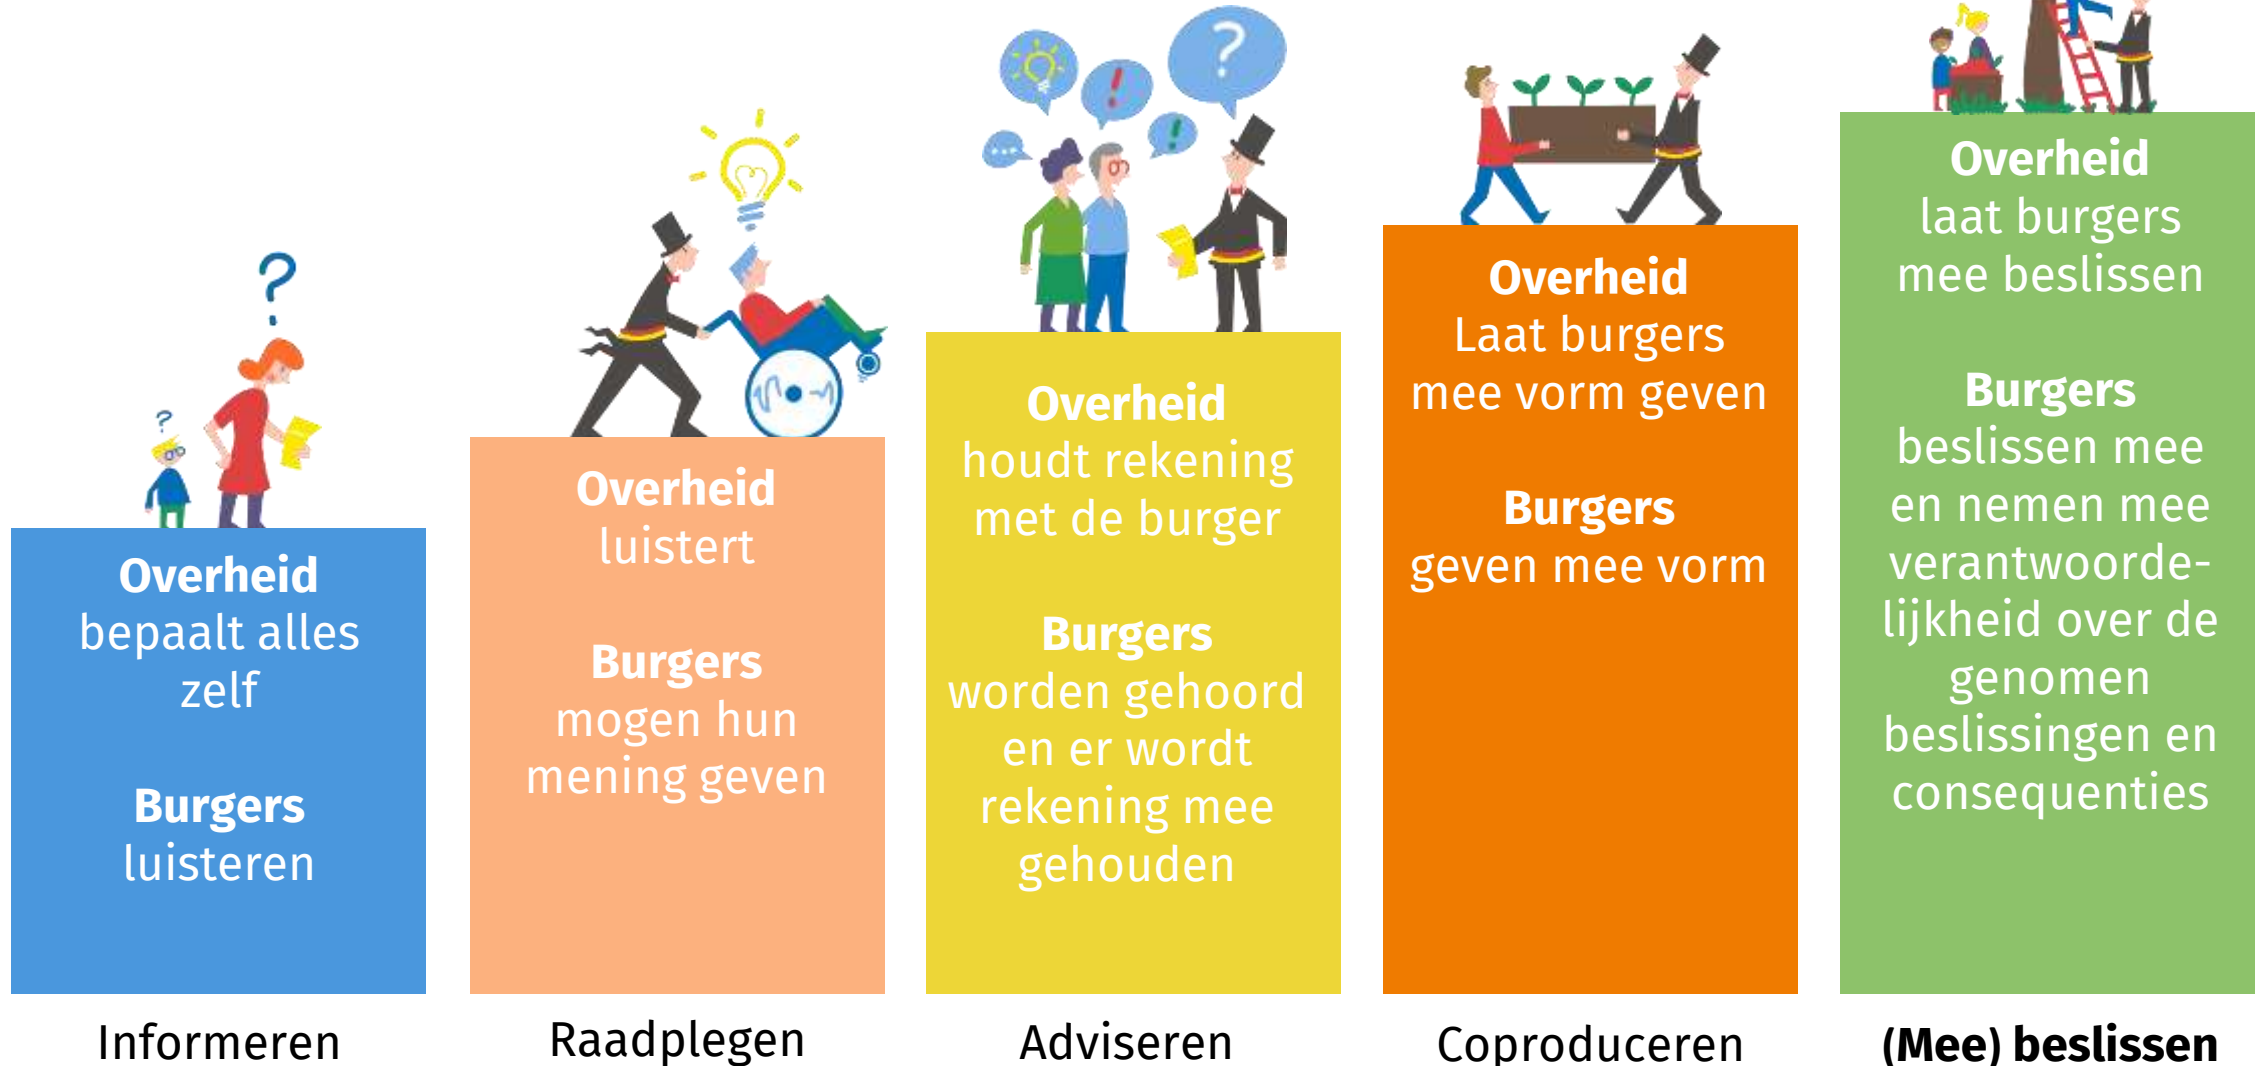 ?
?
...
!
!
?
Overheid
bepaalt alles
zelf
Burgers
luisteren
Informeren
Overheid
luistert
Burgers
mogen hun
mening geven
Raadplegen
Overheid
houdt rekening
met de burger
Burgers
worden gehoord
en er wordt
rekening mee
gehouden
Adviseren
Overheid
Laat burgers
mee vorm geven
Burgers
geven mee vorm
Coproduceren
Overheid
laat burgers
mee beslissen
Burgers
beslissen mee
en nemen mee
verantwoorde-
lijkheid over de
genomen
beslissingen en
consequenties
(Mee) beslissen